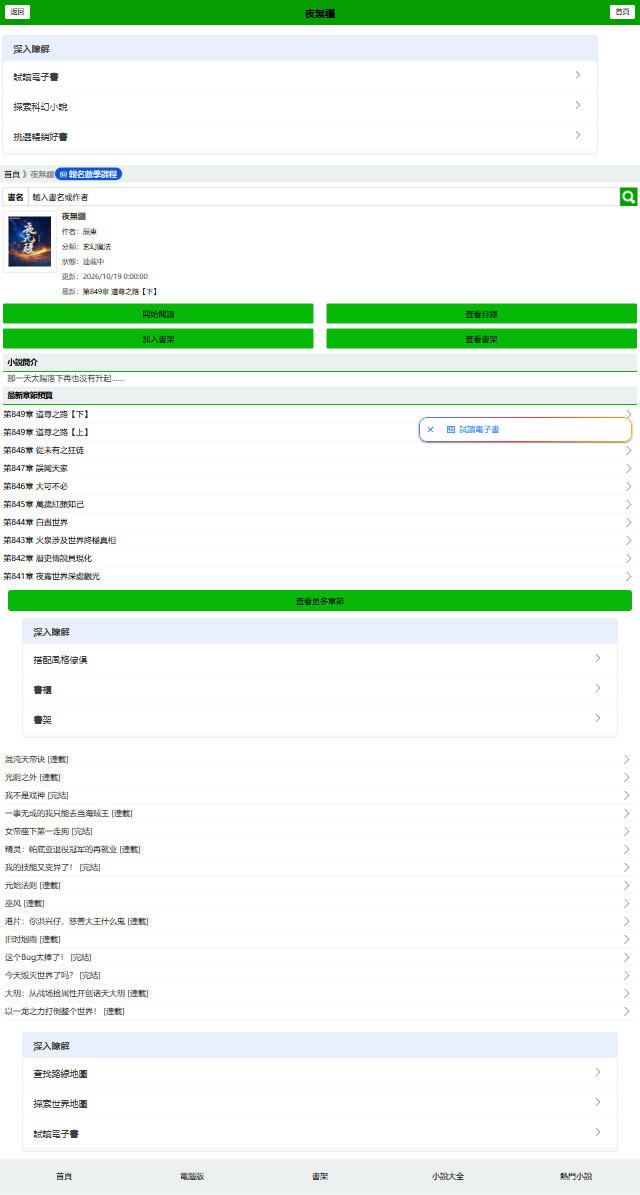 返回
夜無疆
首頁
深入瞭解
試讀電子書
探索科幻小說
挑選暢銷好書
首頁 》夜無疆 報名數學課程
書名 輸入書名或作者
夜無疆
夜無疆
作者：辰東
分類：玄幻魔法
狀態：連載中
更新：2026/10/19 0:00:00
最新：第849章 道尊之路【下】
開始閱讀
查看目錄
加入書架
查看書架
小說簡介
那一天太陽落下再也沒有升起……
最新章節預覽
第849章 道尊之路【下】
第849章 道尊之路【上】
試讀電子書
第848章 從未有之狂徒
第847章 誤闖天家
第846章 大可不必
第845章 萬歲紅顏知己
第844章 白晝世界
第843章 火泉涉及世界終極真相
第842章 曆史傳說具現化
第841章 夜霧世界深處觀光
查看更多章節
深入瞭解
搭配風格傢俱
書櫃
書架
混沌天帝诀 [連載]
光阴之外 [連載]
我不是戏神 [完結]
一事无成的我只能去当海贼王 [連載]
女帝座下第一走狗 [完結]
精灵：帕底亚退役冠军的再就业 [連載]
我的技能又变异了！ [完結]
元始法则 [連載]
巫风 [連載]
港片：你洪兴仔，慈善大王什么鬼 [連載]
旧时烟雨 [連載]
这个Bug太棒了！ [完結]
今天毁灭世界了吗？ [完結]
大明：从战场捡属性开创诸天大明 [連載]
以一龙之力打倒整个世界！ [連載]
深入瞭解
查找路線地圖
探索世界地圖
試讀電子書
首頁
電腦版
書架
小說大全
熱門小說